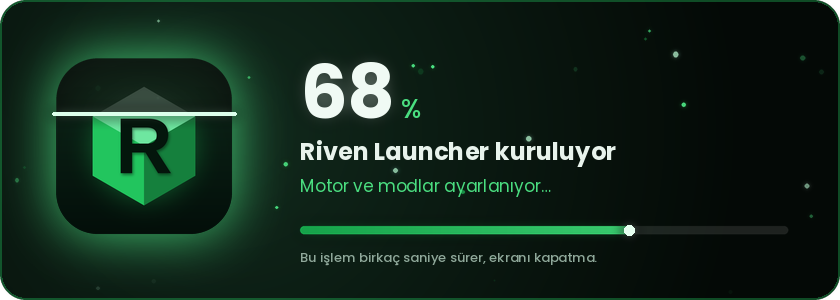 R
68 %
Riven Launcher kuruluyor
Motor ve modlar ayarlanıyor...
Bu işlem birkaç saniye sürer, ekranı kapatma.